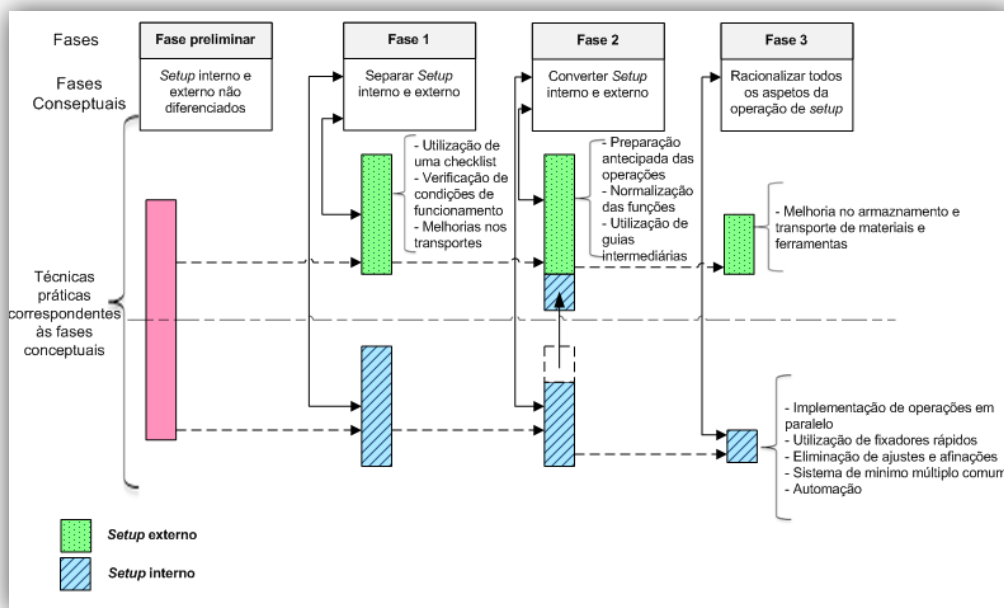 Fases
Fase preliminar
Fase 1
Fase 2
Fase 3
Fases
Conseptuais
Setup interno e
externo não
diferenciados
Separar Setup
interno e externo
Converter Setup
interno e externo
Racionalizar todos
os aspetos da
operação de setup
- Utilização de
uma checklist
- Verificação de
condições de
funcionamento
- Melhorias nos
transportes
- Preparação
antecipada das
operações
- Normalização
das funções
- Utilização de
guias
intermediárias
- Melhoria no armaznamento e
transporte de materiais e
ferramentas
Técnicas
práticas
correspondentes
às fases
conceptuais
- Implementação de operações em
paralelo
- Utilização de fixadores rápidos
- Eliminação de ajustes e afinações
- Sistema de minimo múltiplo comum
- Automação
Setup externo
Setup interno